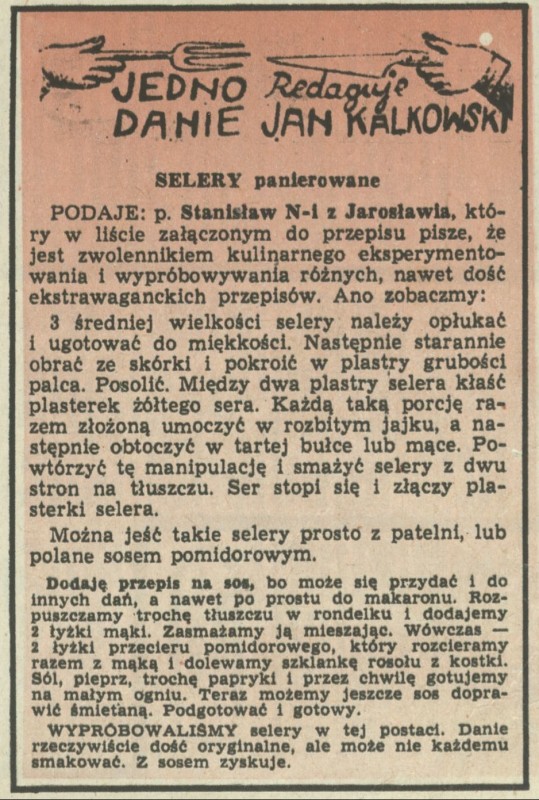 JEDNO Redaguje
DANIE JAN KALKOWSKI
SELERY panierowane
PODAJE: p. Stanisław N-i z Jarosławia, któ-
ry w liście załączonym do przepisu pisze, że
jest zwolennikiem kulinarnego eksperymento-
wania i wypróbowywania różnych, nawet dość
ekstrawaganckich przepisów. Ano zobaczmy:
3 średniej wielkości selery należy opłukać
i ugotować do miękkości. Następnie starannie
obrać ze skórki i pokroić w plastry grubości
palca. Posolić. Między dwa plastry selera kłaść
plasterek żółtego sera. Każdą taką porcję ra-
zem złożoną umoczyć w rozbitym jajku, a na-
stępnie obtoczyć w tartej bułce lub mące. Po-
wtórzyć tę manipulację i smażyć selery z dwu
stron na tłuszczu. Ser stopi się i złączy pla-
sterki selera.
Można jeść takie selery prosto z patelni, lub
polane sosem pomidorowym.
Dodaję przepis na sos, bo może się przydać i do
innych dań, a nawet po prostu do makaronu. Roz-
puszczamy trochę tłuszczu w rondelku i dodajemy
2 łyżki mąki. Zasmażamy ją mieszając. Wówczas —
2 łyżki przecieru pomidorowego, który rozcieramy
razem z mąką i dolewamy szklankę rosołu z kostki.
Sól, pieprz, trochę papryki i przez chwilę gotujemy
na małym ogniu. Teraz możemy jeszcze sos dopra-
wić śmietaną. Podgotować i gotowy.
WYPRÓBOWALIŚMY selery w tej postaci. Danie
rzeczywiście dość oryginalne, ale może nie każdemu
smakować. Z sosem zyskuje.